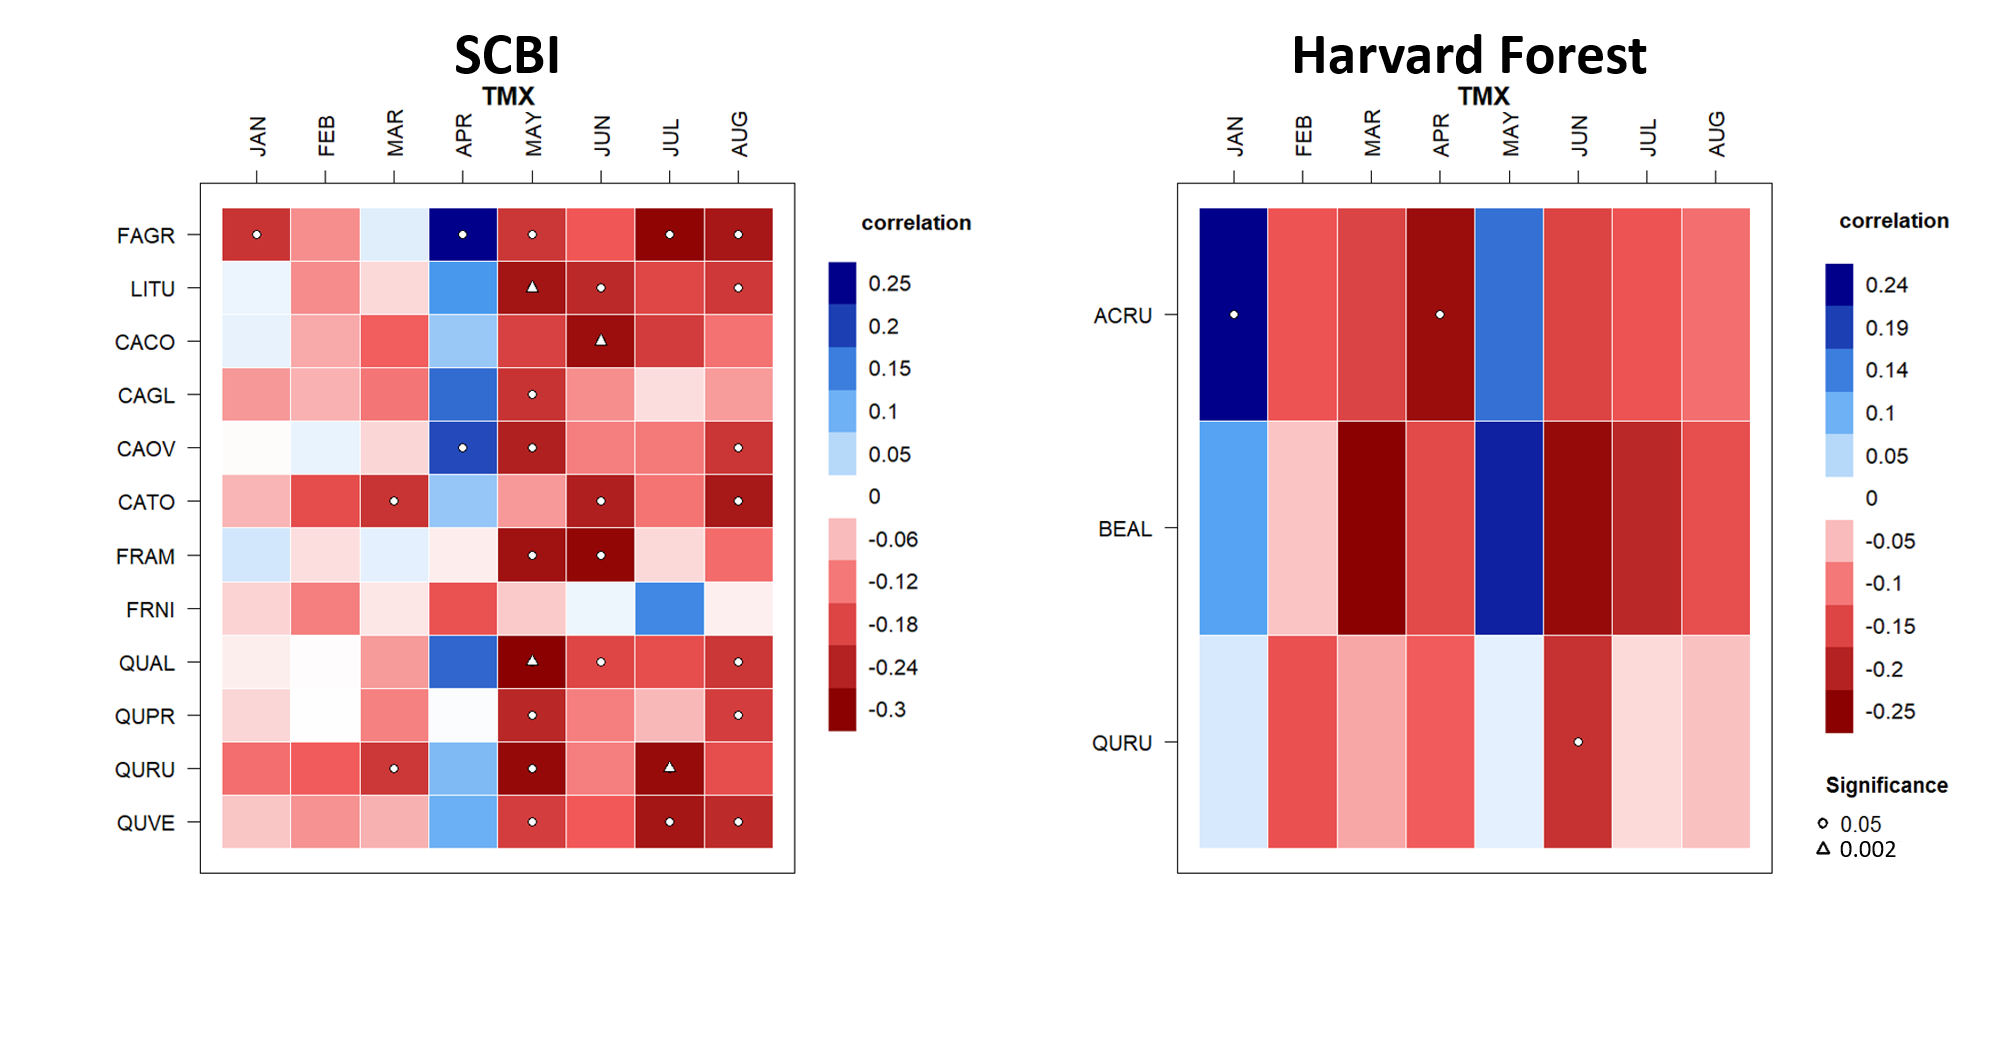 SCBI
TMX
JAN FEB MAR APR MAY JUN JUL AUG
FAGR
LITU
CACO
CAGL
CAOV
CATO
FRAM
FRNI
QUAL
QUPR
QURU
QUVE
correlation
0.25
0.2
0.15
0.1
0.05
0
-0.06
-0.12
-0.18
-0.24
-0.3
Harvard Forest
TMX
JAN FEB MAR APR MAY JUN JUL AUG
ACRU
BEAL
QURU
correlation
0.24
0.19
0.14
0.1
0.05
0
-0.05
-0.1
-0.15
-0.2
-0.25
Significance
0.05
0.002